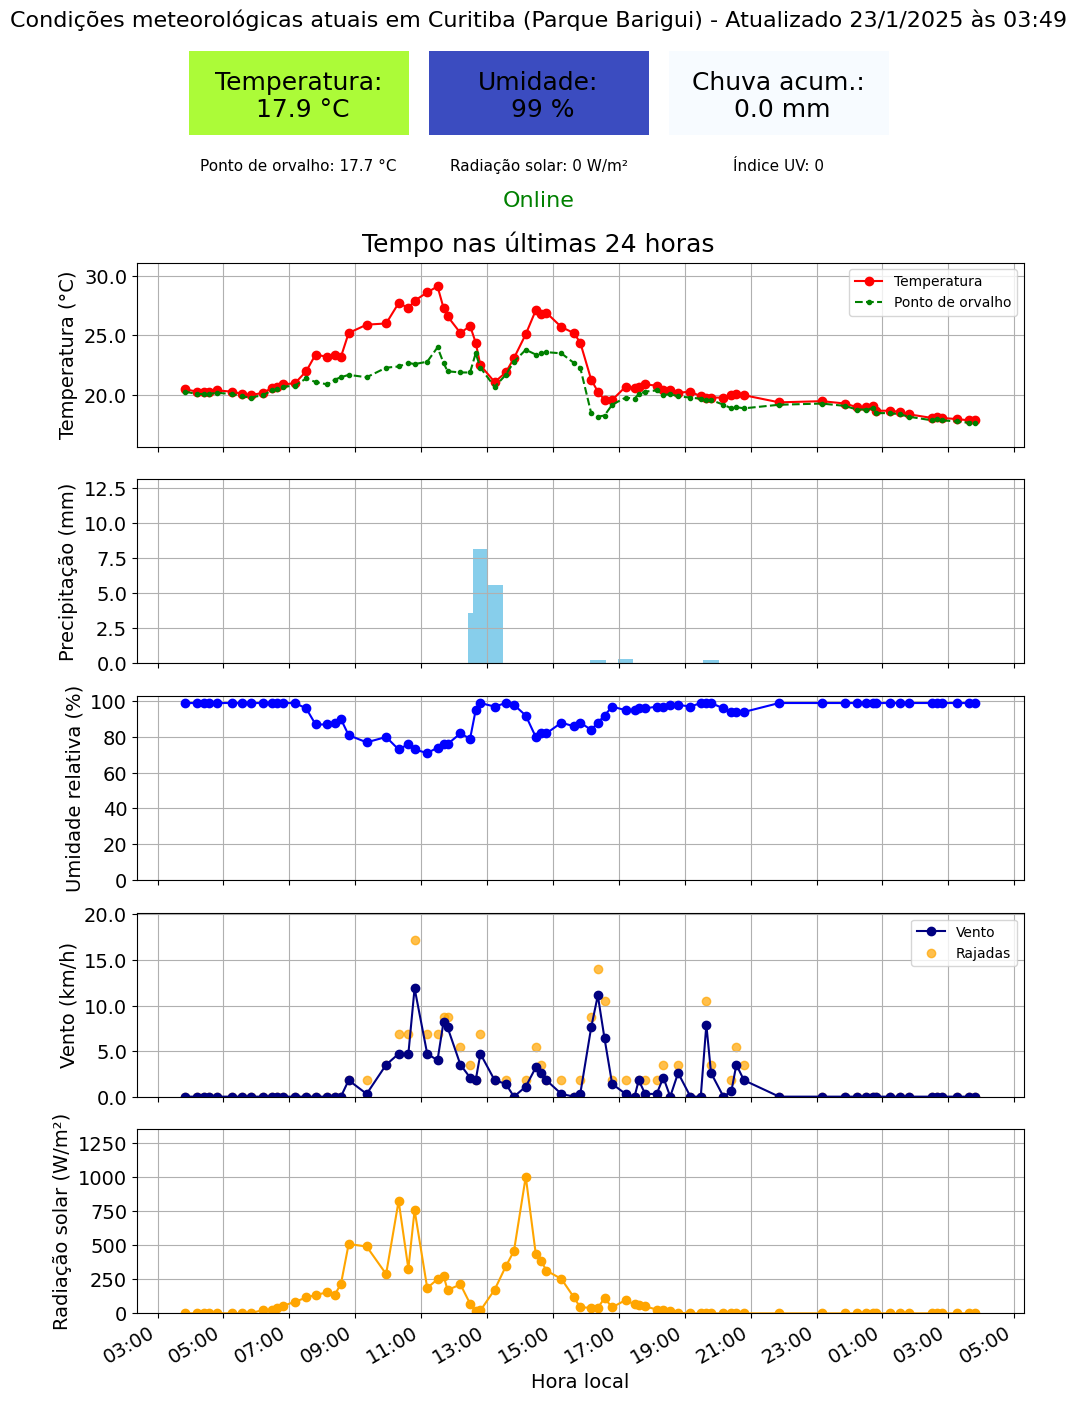 Condições meteorológicas atuais em Curitiba (Parque Barigui) - Atualizado 23/1/2025 às 03:49
Temperatura:
17.9 °C
Umidade:
99 %
Chuva acum.:
0.0 mm
Ponto de orvalho: 17.7 °C
Radiação solar: 0 W/m²
Índice UV: 0
Online
Tempo nas últimas 24 horas
Temperatura (°C)
30.0
25.0
20.0
Temperatura
Ponto de orvalho
Precipitação (mm)
12.5
10.0
7.5
5.0
2.5
0.0
Umidade relativa (%)
100
80
60
40
20
0
Vento (km/h)
20.0
15.0
10.0
5.0
0.0
Vento
Rajadas
Radiação solar (W/m²)
1250
1000
750
500
250
0
03:00
05:00
07:00
09:00
11:00
13:00
15:00
17:00
19:00
21:00
23:00
01:00
03:00
05:00
Hora local